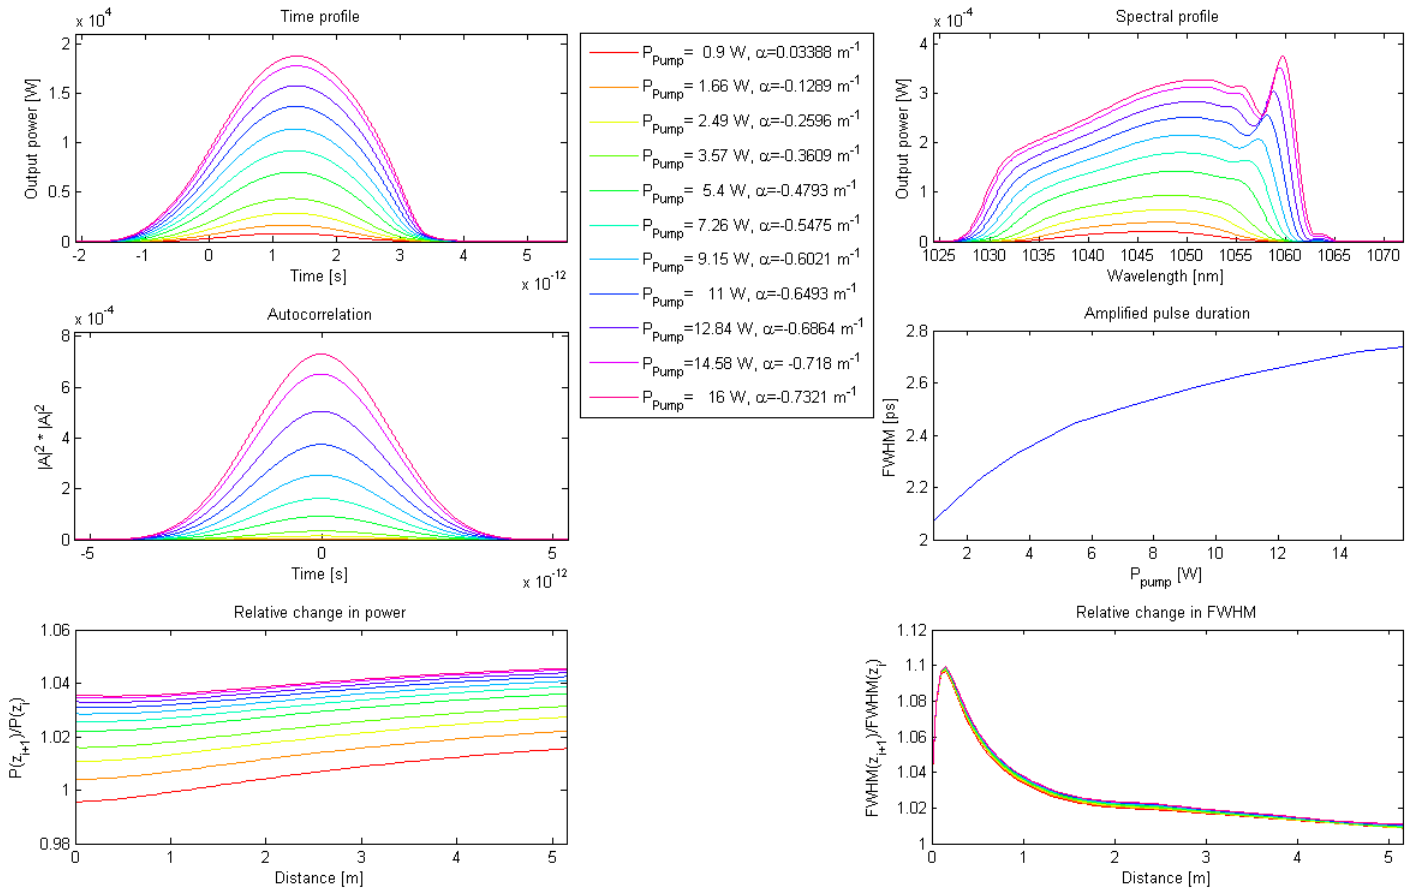 Time profile
x 10^4
Output power [W]
2
1.5
1
0.5
0
-2 -1 0 1 2 3 4 5
Time [s]
x 10^-12
P_Pump= 0.9 W, α=0.03388 m^-1
P_Pump= 1.66 W, α=-0.1289 m^-1
P_Pump= 2.49 W, α=-0.2596 m^-1
P_Pump= 3.57 W, α=-0.3609 m^-1
P_Pump= 5.4 W, α=-0.4793 m^-1
P_Pump= 7.26 W, α=-0.5475 m^-1
P_Pump= 9.15 W, α=-0.6021 m^-1
P_Pump= 11 W, α=-0.6493 m^-1
P_Pump=12.84 W, α=-0.6864 m^-1
P_Pump=14.58 W, α=-0.718 m^-1
P_Pump= 16 W, α=-0.7321 m^-1
Spectral profile
x 10^-4
Output power [W]
4
3
2
1
0
1025 1030 1035 1040 1045 1050 1055 1060 1065 1070
Wavelength [nm]
Autocorrelation
x 10^-4
|A|^2 * |A|^2
8
6
4
2
0
-5 0 5
Time [s]
x 10^-12
Amplified pulse duration
FWHM [ps]
2.8
2.6
2.4
2.2
2
2 4 6 8 10 12 14
P_pump [W]
Relative change in power
P(z_i+1)/P(z_i)
1.06
1.04
1.02
1
0.98
0 1 2 3 4 5
Distance [m]
Relative change in FWHM
FWHM(z_i+1)/FWHM(z_i)
1.12
1.1
1.08
1.06
1.04
1.02
1
0 1 2 3 4 5
Distance [m]